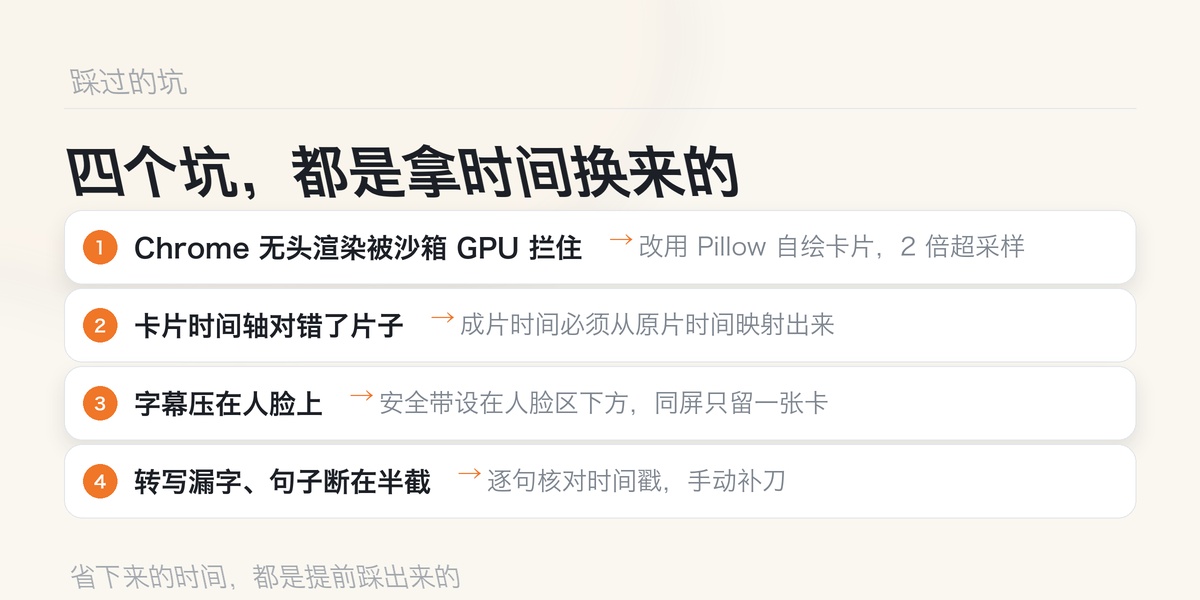 踩过的坑
四个坑，都是拿时间换来的
1 Chrome 无头渲染被沙箱 GPU 拦住 → 改用 Pillow 自绘卡片，2 倍超采样
2 卡片时间轴对错了片子 → 成片时间必须从原片时间映射出来
3 字幕压在人脸上 → 安全带设在人脸区下方，同屏只留一张卡
4 转写漏字、句子断在半截 → 逐句核对时间戳，手动补刀
省下来的时间，都是提前踩出来的